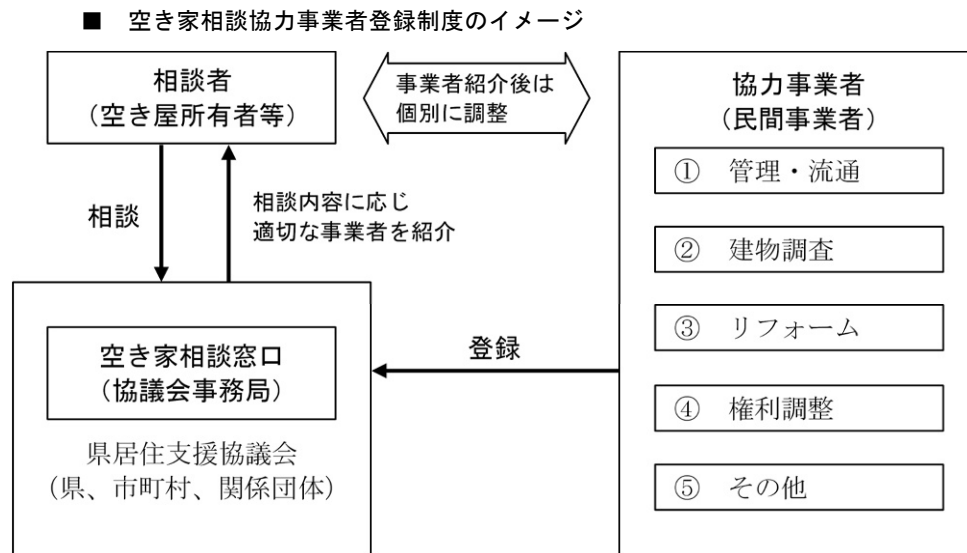 ■ 空き家相談協力事業者登録制度のイメージ
相談者
（空き屋所有者等）
事業者紹介後は
個別に調整
協力事業者
（民間事業者）
① 管理・流通
② 建物調査
③ リフォーム
④ 権利調整
⑤ その他
相談
相談内容に応じ
適切な事業者を紹介
登録
空き家相談窓口
（協議会事務局）
県居住支援協議会
（県、市町村、関係団体）